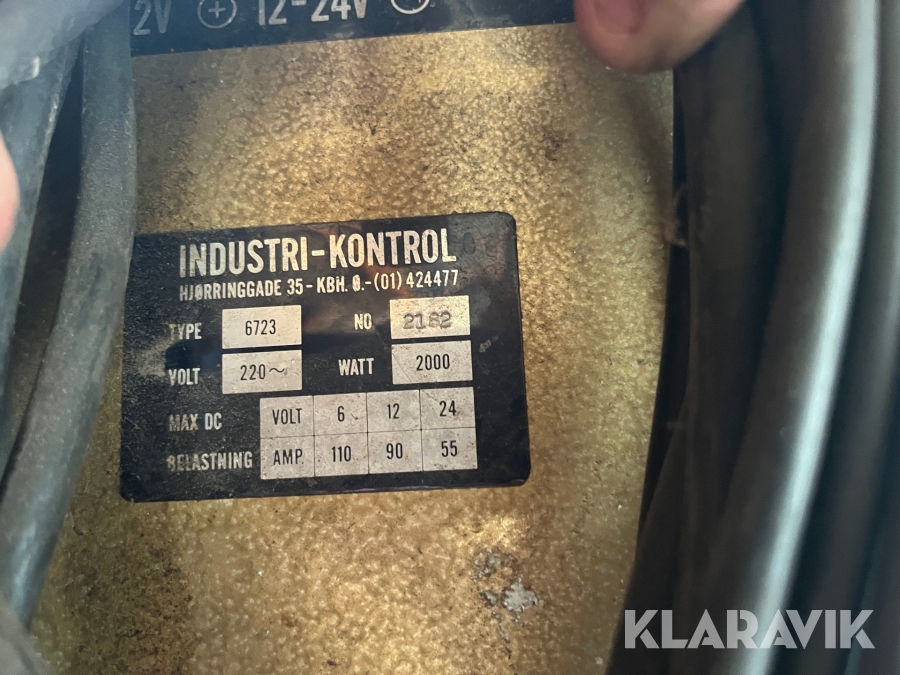 2V ⊕ 12-24V ⊖
INDUSTRI-KONTROL
HJØRRINGGADE 35 - KBH. Ø. - (01) 424477
TYPE 6723 NO 2182
VOLT 220~ WATT 2000
MAX DC VOLT 6 12 24
BELASTNING AMP. 110 90 55
KLARAVIK